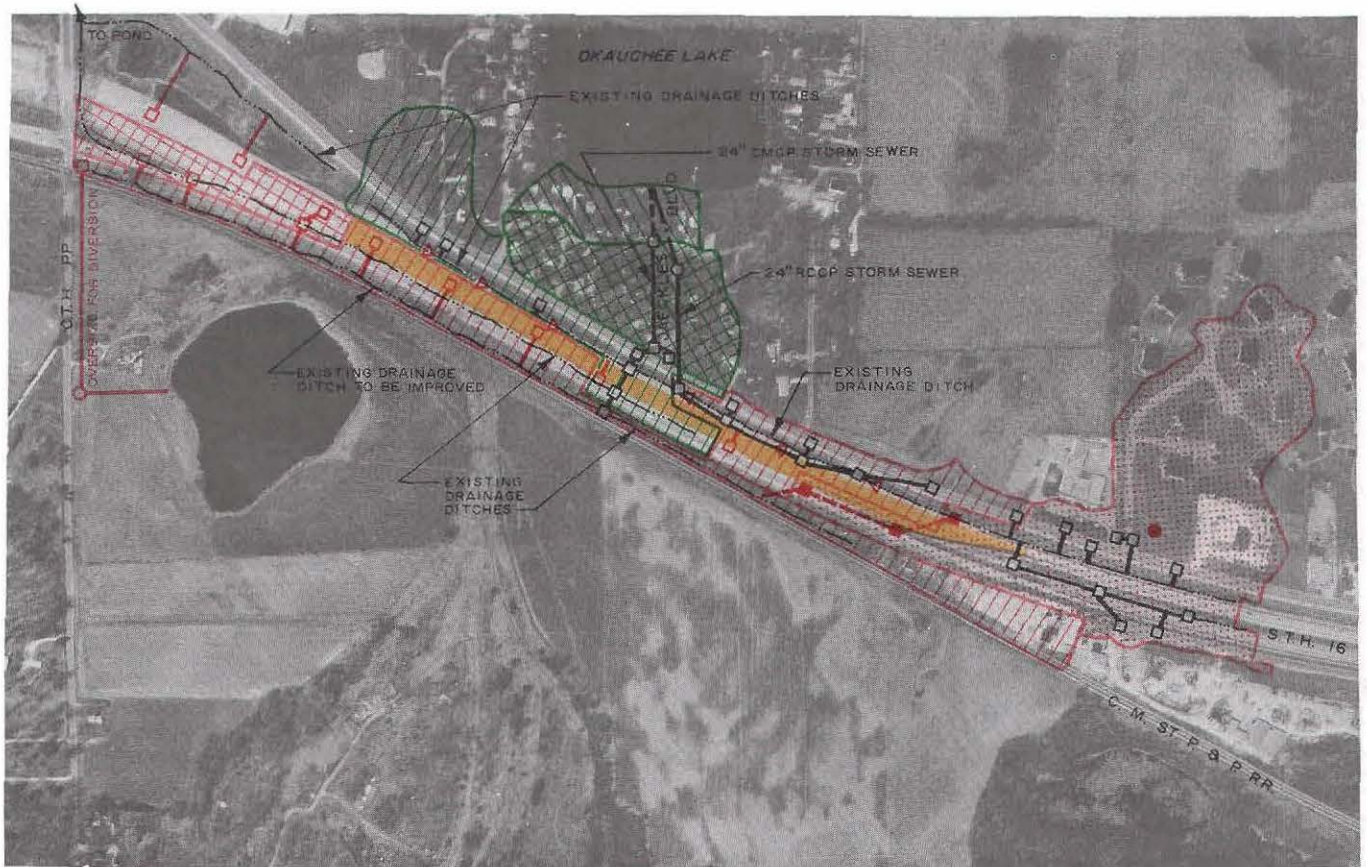 TO POND
OKAUCHEE LAKE
EXISTING DRAINAGE DITCHES
24" CMCP STORM SEWER
BLVD
24" RCCP STORM SEWER
C.T.H. PP
OVERSIZE FOR DIVERSION
EXISTING DRAINAGE
DITCH TO BE IMPROVED
EXISTING
DRAINAGE DITCH
EXISTING
DRAINAGE
DITCHES
S.T.H. 16
C. M. ST. P. & P. RR.